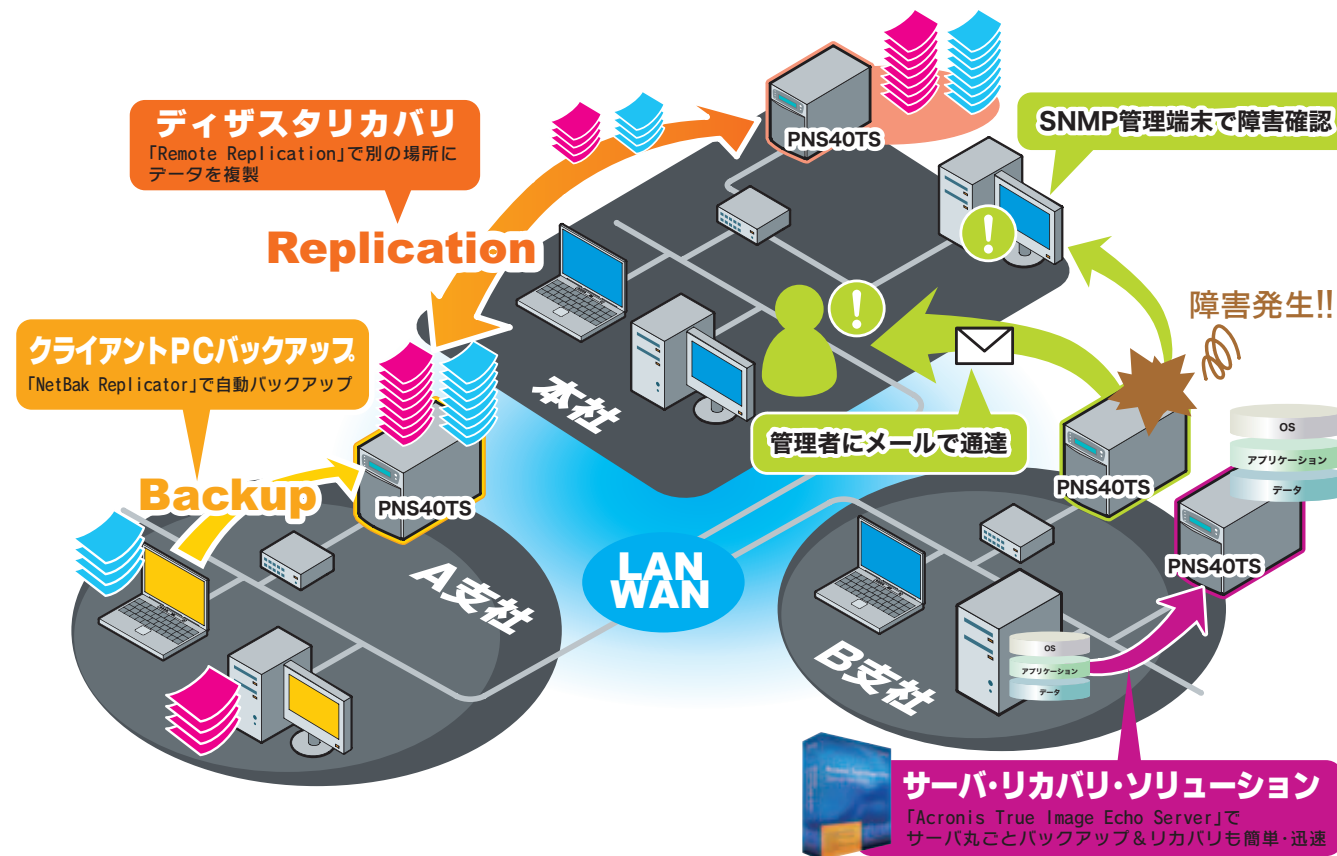 ディザスタリカバリ
「Remote Replication」で別の場所に
データを複製
Replication
PNS40TS
SNMP管理端末で障害確認
障害発生!!
クライアントPCバックアップ
「NetBak Replicator」で自動バックアップ
Backup
PNS40TS
本社
管理者にメールで通達
PNS40TS
OS
アプリケーション
データ
PNS40TS
A支社
LAN
WAN
B支社
OS
アプリケーション
データ
サーバ・リカバリ・ソリューション
「Acronis True Image Echo Server」で
サーバ丸ごとバックアップ＆リカバリも簡単・迅速